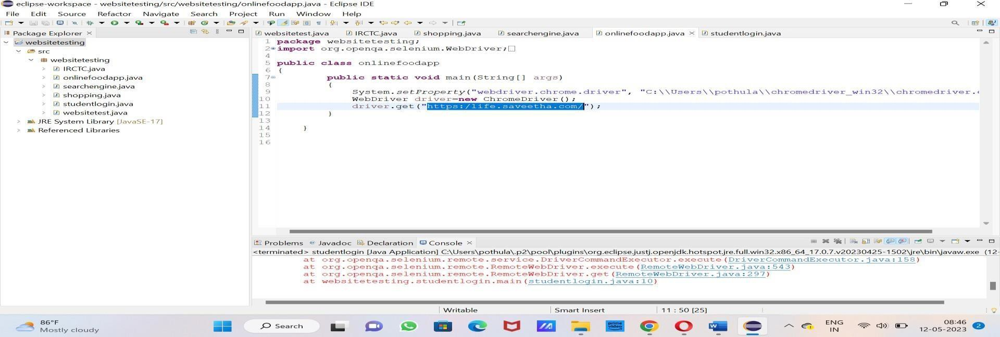 eclipse-workspace - websitetesting/src/websitetesting/onlinefoodapp.java - Eclipse IDE
File Edit Source Refactor Navigate Search Project Run Window Help
Package Explorer
websitetest.java IRCTC.java shopping.java searchengine.java onlinefoodapp.java studentlogin.java
websitetesting
src
websitetesting
IRCTC.java
onlinefoodapp.java
searchengine.java
shopping.java
studentlogin.java
websitetest.java
JRE System Library [JavaSE-17]
Referenced Libraries
1 package websitetesting;
2 import org.openqa.selenium.WebDriver;
4
5 public class onlinefoodapp
6 {
7 public static void main(String[] args)
8 {
9 System.setProperty("webdriver.chrome.driver", "C:\\Users\\pothula\\chromedriver_win32\\chromedriver.e
10 WebDriver driver=new ChromeDriver();
11 driver.get("https:/life.saveetha.com/");
12 }
13
14 }
15
16
Problems Javadoc Declaration Console
<terminated> studentlogin [Java Application] C:\Users\pothula\.p2\pool\plugins\org.eclipse.justj.openjdk.hotspot.jre.full.win32.x86_64_17.0.7.v20230425-1502\jre\bin\javaw.exe (12-
at org.openqa.selenium.remote.service.DriverCommandExecutor.execute(DriverCommandExecutor.java:158)
at org.openqa.selenium.remote.RemoteWebDriver.execute(RemoteWebDriver.java:543)
at org.openqa.selenium.remote.RemoteWebDriver.get(RemoteWebDriver.java:297)
at websitetesting.studentlogin.main(studentlogin.java:10)
Writable Smart Insert 11 : 50 [25]
86°F
Mostly cloudy
Search
prime video
ENG
IN
08:46
12-05-2023
2